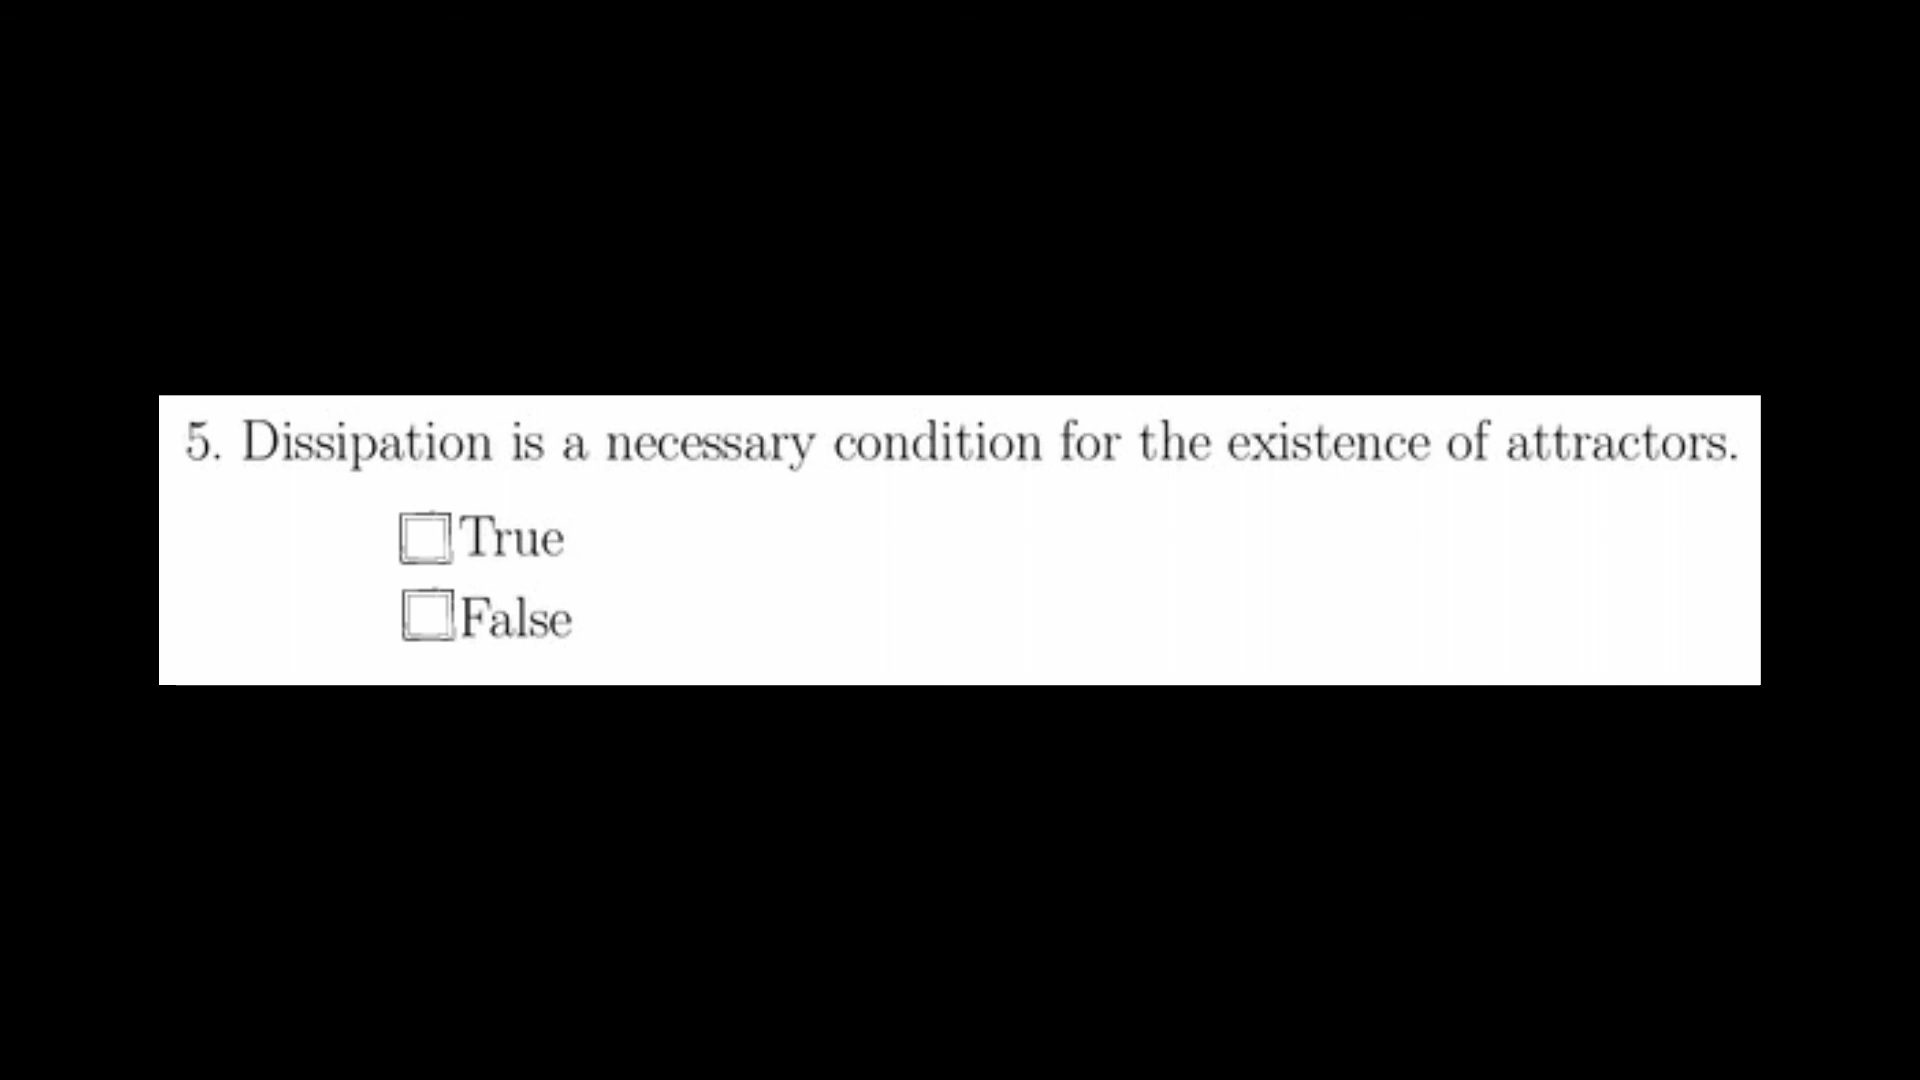 5. Dissipation is a necessary condition for the existence of attractors.
True
False